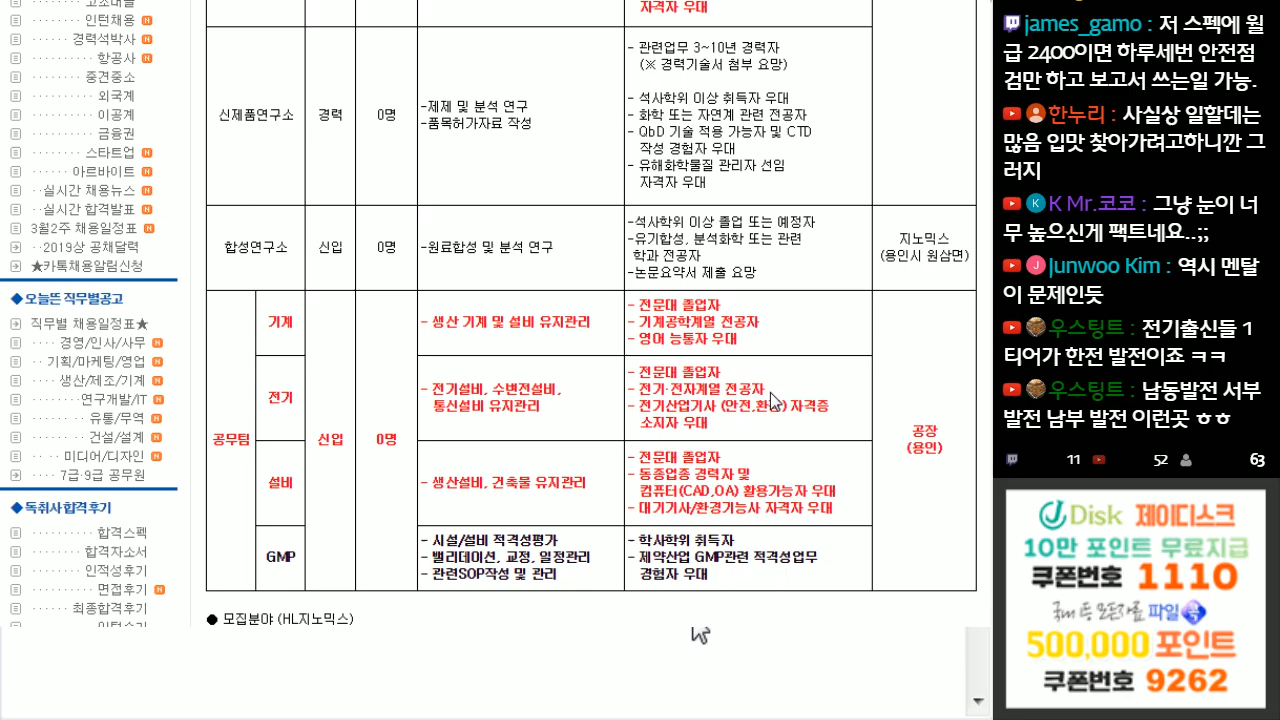 고소대졸
인턴채용 N
경력석박사 N
항공사 N
중견중소
외국계
이공계
금융권
스타트업 N
아르바이트 N
실시간 채용뉴스 N
실시간 합격발표 N
3월2주 채용일정표 N
2019상 공채달력
★카톡채용알림신청
◆오늘뜬 직무별공고
직무별 채용일정표★
경영/인사/사무 N
기획/마케팅/영업 N
생산/제조/기계 N
연구개발/IT N
유통/무역 N
건설/설계 N
미디어/디자인 N
7급·9급 공무원
◆독취사합격후기
합격스펙
합격자소서
인적성후기
면접후기 N
최종합격후기
자격자 우대
신제품연구소
경력
0명
-제제 및 분석 연구
-품목허가자료 작성
- 관련업무 3~10년 경력자
(※ 경력기술서 첨부 요망)
- 석사학위 이상 취득자 우대
- 화학 또는 자연계 관련 전공자
- QbD 기술 적용 가능자 및 CTD
작성 경험자 우대
- 유해화학물질 관리자 선임
자격자 우대
합성연구소
신입
0명
-원료합성 및 분석 연구
-석사학위 이상 졸업 또는 예정자
-유기합성, 분석화학 또는 관련
학과 전공자
-논문요약서 제출 요망
지노믹스
(용인시 원삼면)
공무팀
기계
신입
0명
- 생산 기계 및 설비 유지관리
- 전문대 졸업자
- 기계공학계열 전공자
- 영어 능통자 우대
전기
- 전기설비, 수변전설비,
통신설비 유지관리
- 전문대 졸업자
- 전기·전자계열 전공자
- 전기산업기사 (안전,환경) 자격증
소지자 우대
설비
- 생산설비, 건축물 유지관리
- 전문대 졸업자
- 동종업종 경력자 및
컴퓨터(CAD,OA) 활용가능자 우대
- 대기기사/환경기능사 자격자 우대
GMP
- 시설/설비 적격성평가
- 밸리데이션, 교정, 일정관리
- 관련SOP작성 및 관리
- 학사학위 취득자
- 제약산업 GMP관련 적격성업무
경험자 우대
공장
(용인)
● 모집분야 (HL지노믹스)
james_gamo : 저 스펙에 월
급 2400이면 하루세번 안전점
검만 하고 보고서 쓰는일 가능.
한누리 : 사실상 일할데는
많음 입맛 찾아가려고하니깐 그
러지
K K Mr.코코 : 그냥 눈이 너
무 높으신게 팩트네요..;;
J Junwoo Kim : 역시 멘탈
이 문제인듯
우스팅트 : 전기출신들 1
티어가 한전 발전이죠 ㅋㅋ
우스팅트 : 남동발전 서부
발전 남부 발전 이런곳 ㅎㅎ
11 52 63
Disk 제이디스크
10만 포인트 무료지급
쿠폰번호 1110
국내 등 모든자료 파일콕
500,000 포인트
쿠폰번호 9262